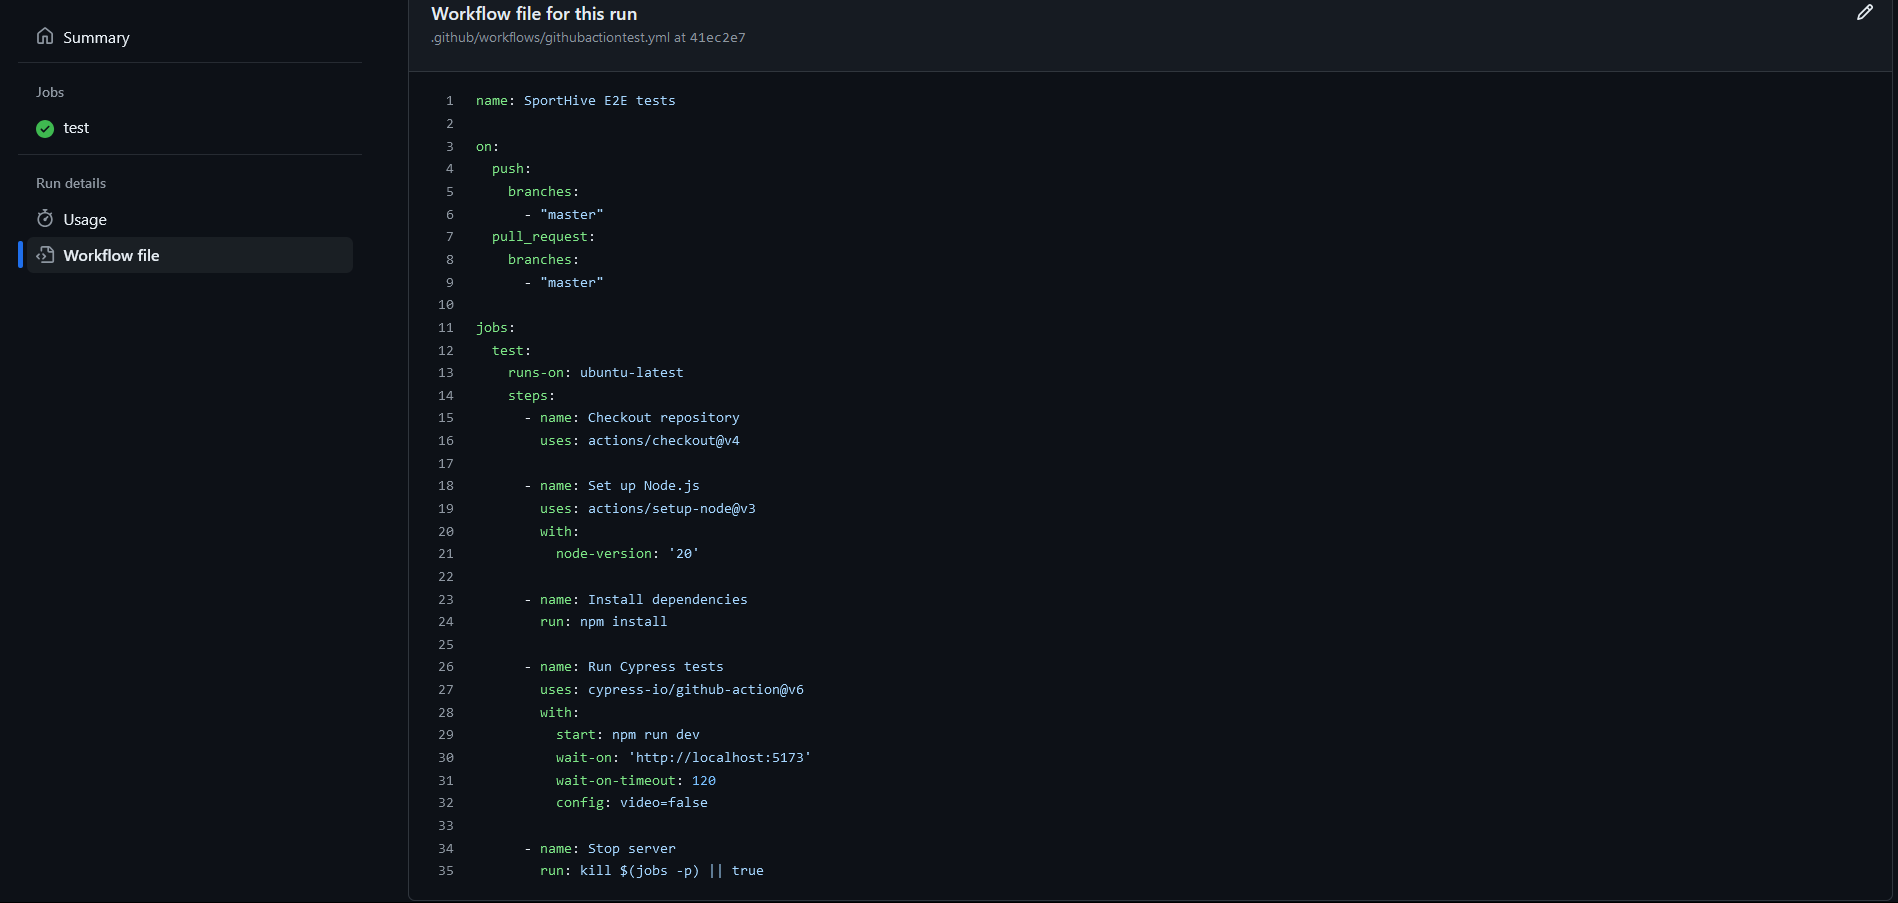 Summary
Jobs
test
Run details
Usage
Workflow file
Workflow file for this run
.github/workflows/githubactiontest.yml at 41ec2e7
1 name: SportHive E2E tests
2
3 on:
4 push:
5 branches:
6 - "master"
7 pull_request:
8 branches:
9 - "master"
10
11 jobs:
12 test:
13 runs-on: ubuntu-latest
14 steps:
15 - name: Checkout repository
16 uses: actions/checkout@v4
17
18 - name: Set up Node.js
19 uses: actions/setup-node@v3
20 with:
21 node-version: '20'
22
23 - name: Install dependencies
24 run: npm install
25
26 - name: Run Cypress tests
27 uses: cypress-io/github-action@v6
28 with:
29 start: npm run dev
30 wait-on: 'http://localhost:5173'
31 wait-on-timeout: 120
32 config: video=false
33
34 - name: Stop server
35 run: kill $(jobs -p) || true